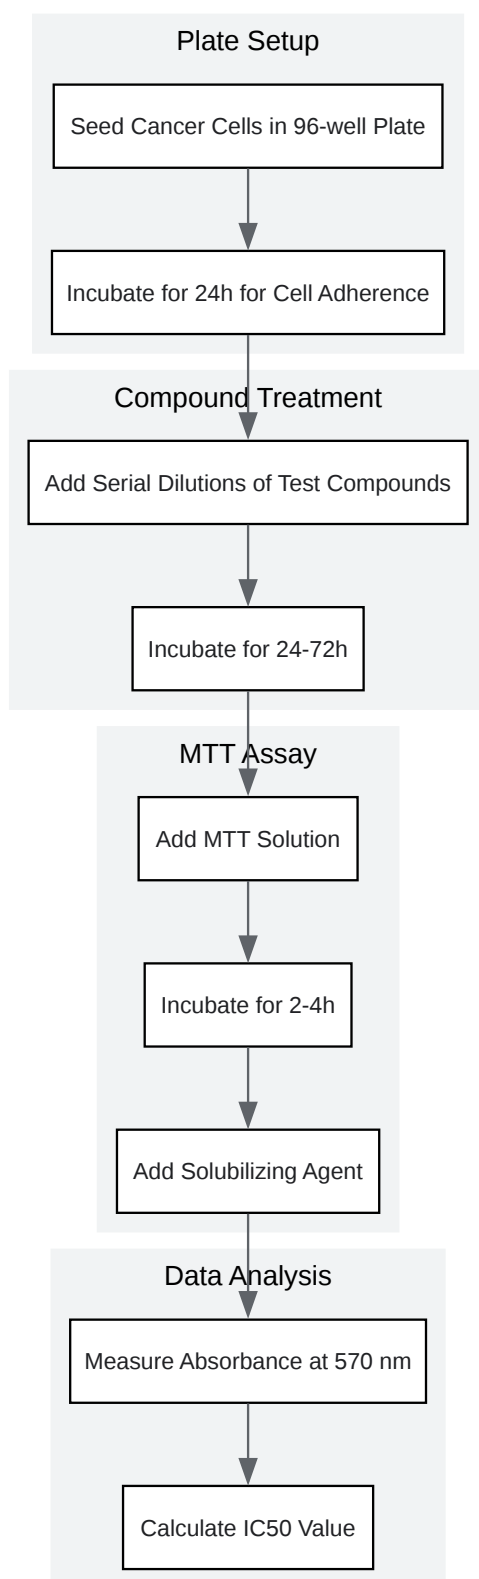 Plate Setup
Seed Cancer Cells in 96-well Plate
Incubate for 24h for Cell Adherence
Compound Treatment
Add Serial Dilutions of Test Compounds
Incubate for 24-72h
MTT Assay
Add MTT Solution
Incubate for 2-4h
Add Solubilizing Agent
Data Analysis
Measure Absorbance at 570 nm
Calculate IC50 Value